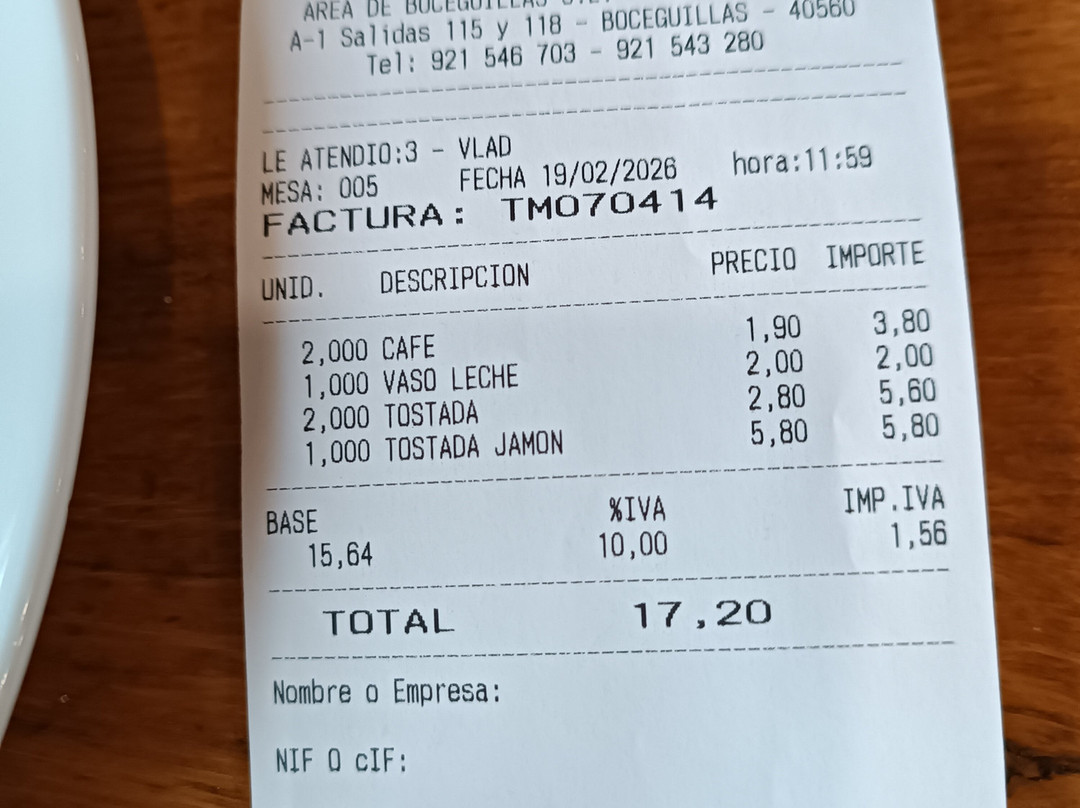 AREA DE BOCEGUILLAS
A-1 Salidas 115 y 118 - BOCEGUILLAS - 40560
Tel: 921 546 703 - 921 543 280
LE ATENDIO:3 - VLAD
MESA: 005 FECHA 19/02/2026 hora:11:59
FACTURA: TM070414
UNID. DESCRIPCION PRECIO IMPORTE
2,000 CAFE 1,90 3,80
1,000 VASO LECHE 2,00 2,00
2,000 TOSTADA 2,80 5,60
1,000 TOSTADA JAMON 5,80 5,80
BASE %IVA IMP.IVA
15,64 10,00 1,56
TOTAL 17,20
Nombre o Empresa:
NIF O cIF: